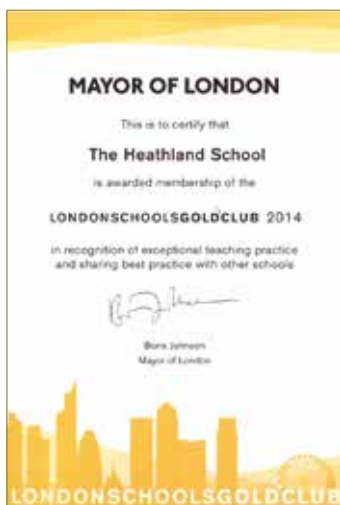 MAYOR OF LONDON
This is to certify that
The Heathland School
is awarded membership of the
LONDONSCHOOLSGOLDCLUB 2014
in recognition of exceptional teaching practice
and sharing best practice with other schools
Boris Johnson
Mayor of London
LONDONSCHOOLSGOLDCLUB